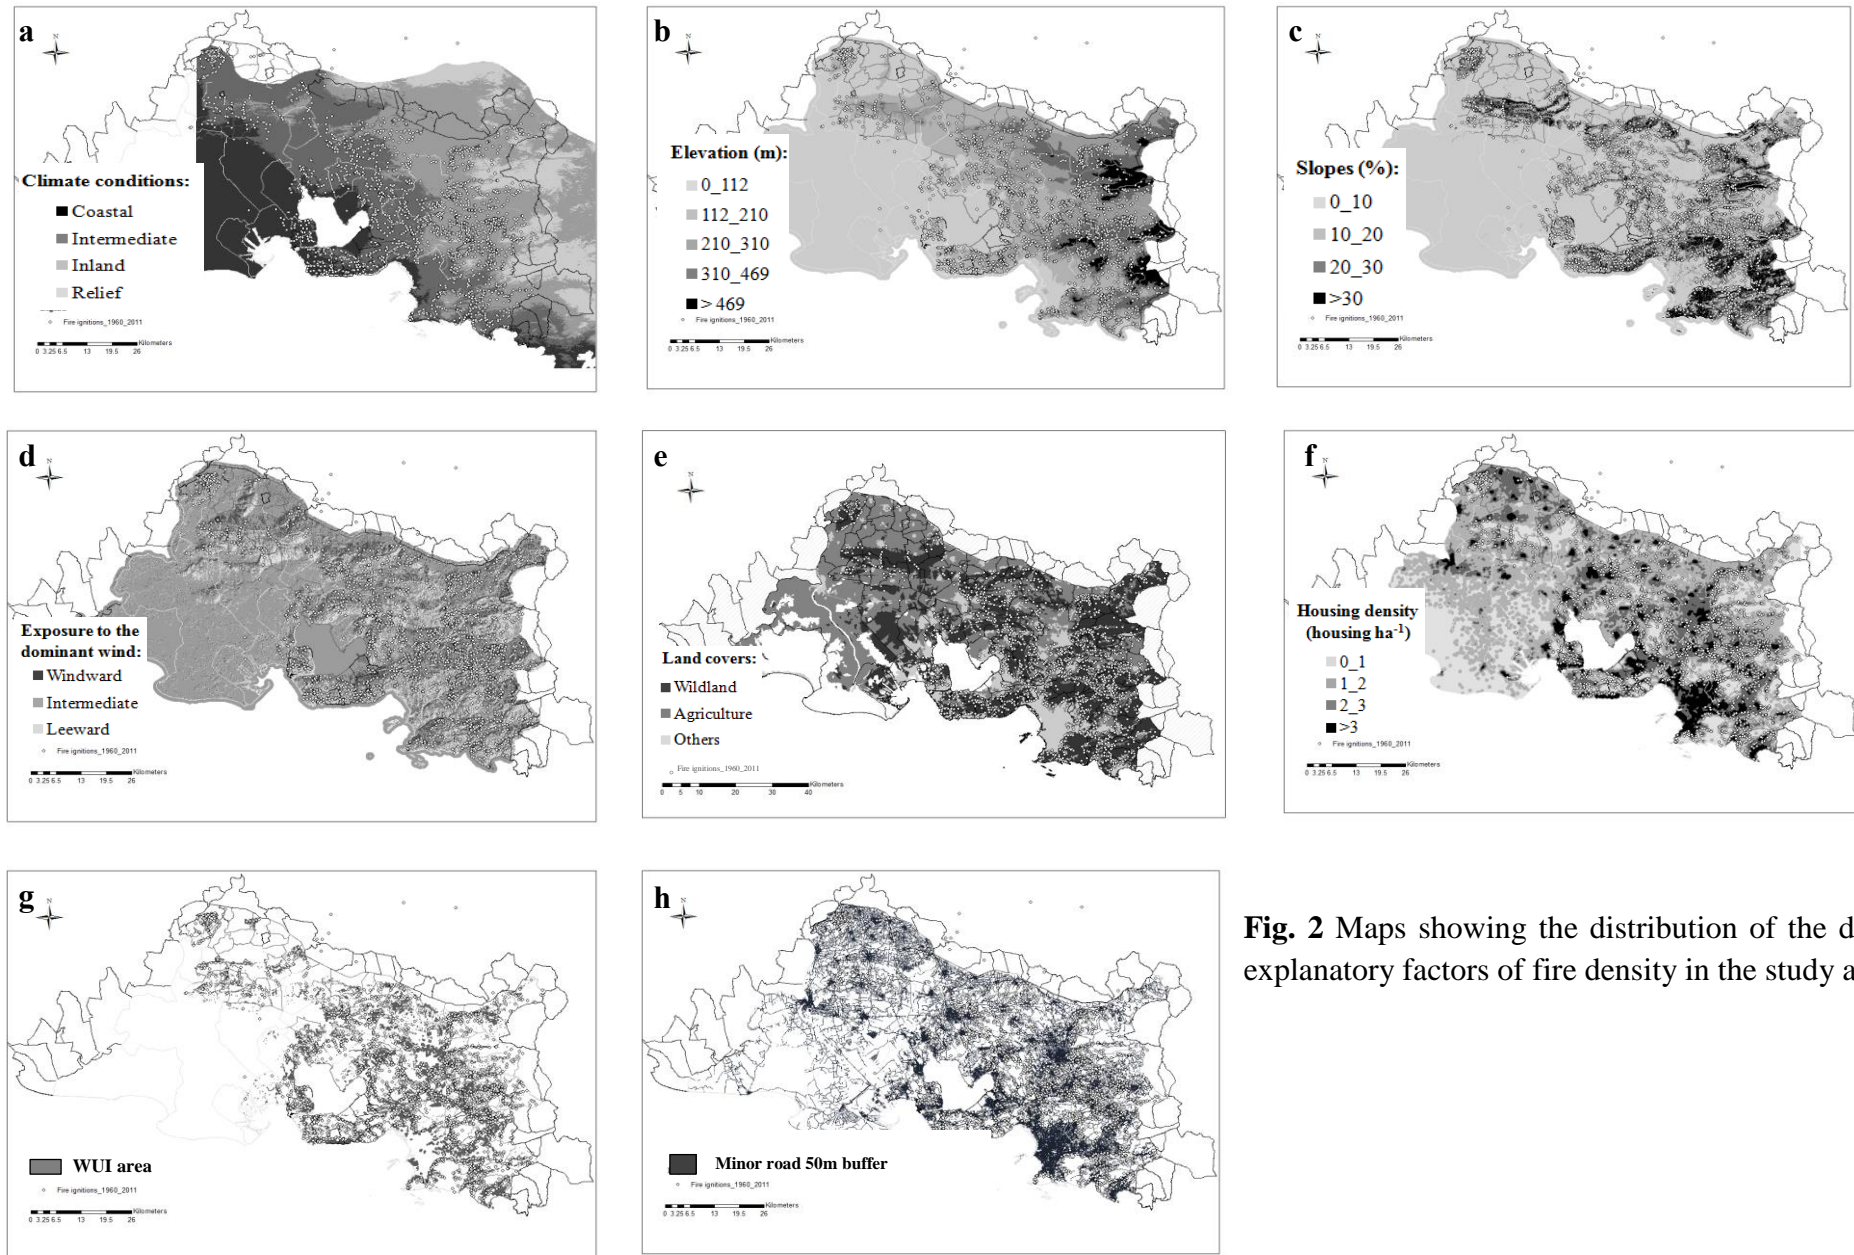 a
N
Climate conditions:
Coastal
Intermediate
Inland
Relief
Fire ignitions_1960_2011
Kilometers
0 3.25 6.5 13 19.5 26
b
N
Elevation (m):
0_112
112_210
210_310
310_469
> 469
Fire ignitions_1960_2011
Kilometers
0 3.25 6.5 13 19.5 26
c
N
Slopes (%):
0_10
10_20
20_30
>30
Fire ignitions_1960_2011
Kilometers
0 3.25 6.5 13 19.5 26
d
N
Exposure to the
dominant wind:
Windward
Intermediate
Leeward
Fire ignitions_1960_2011
Kilometers
0 3.25 6.5 13 19.5 26
e
N
Land covers:
Wildland
Agriculture
Others
Fire ignitions_1960_2011
Kilometers
0 5 10 20 30 40
f
N
Housing density
(housing ha⁻¹)
0_1
1_2
2_3
>3
Fire ignitions_1960_2011
Kilometers
0 3.25 6.5 13 19.5 26
g
N
WUI area
Fire ignitions_1960_2011
Kilometers
0 3.25 6.5 13 19.5 26
h
N
Minor road 50m buffer
Fire ignitions_1960_2011
Kilometers
0 3.25 6.5 13 19.5 26
Fig. 2 Maps showing the distribution of the d
explanatory factors of fire density in the study a